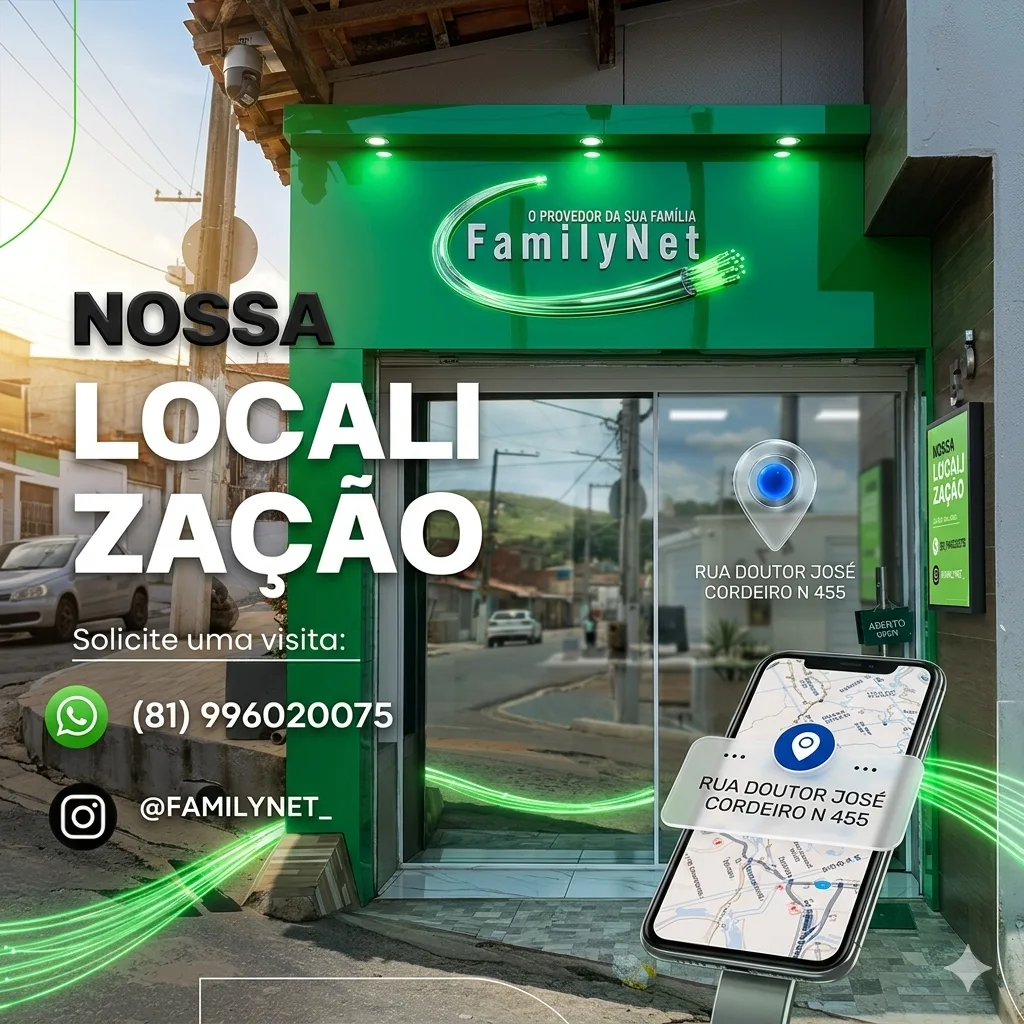 O PROVEDOR DA SUA FAMÍLIA
FamilyNet
NOSSA
LOCALI
ZAÇÃO
Solicite uma visita:
(81) 996020075
@FAMILYNET_
RUA DOUTOR JOSÉ
CORDEIRO N 455
NOSSA
LOCALI
ZAÇÃO
ABERTO
RUA DOUTOR JOSÉ
CORDEIRO N 455